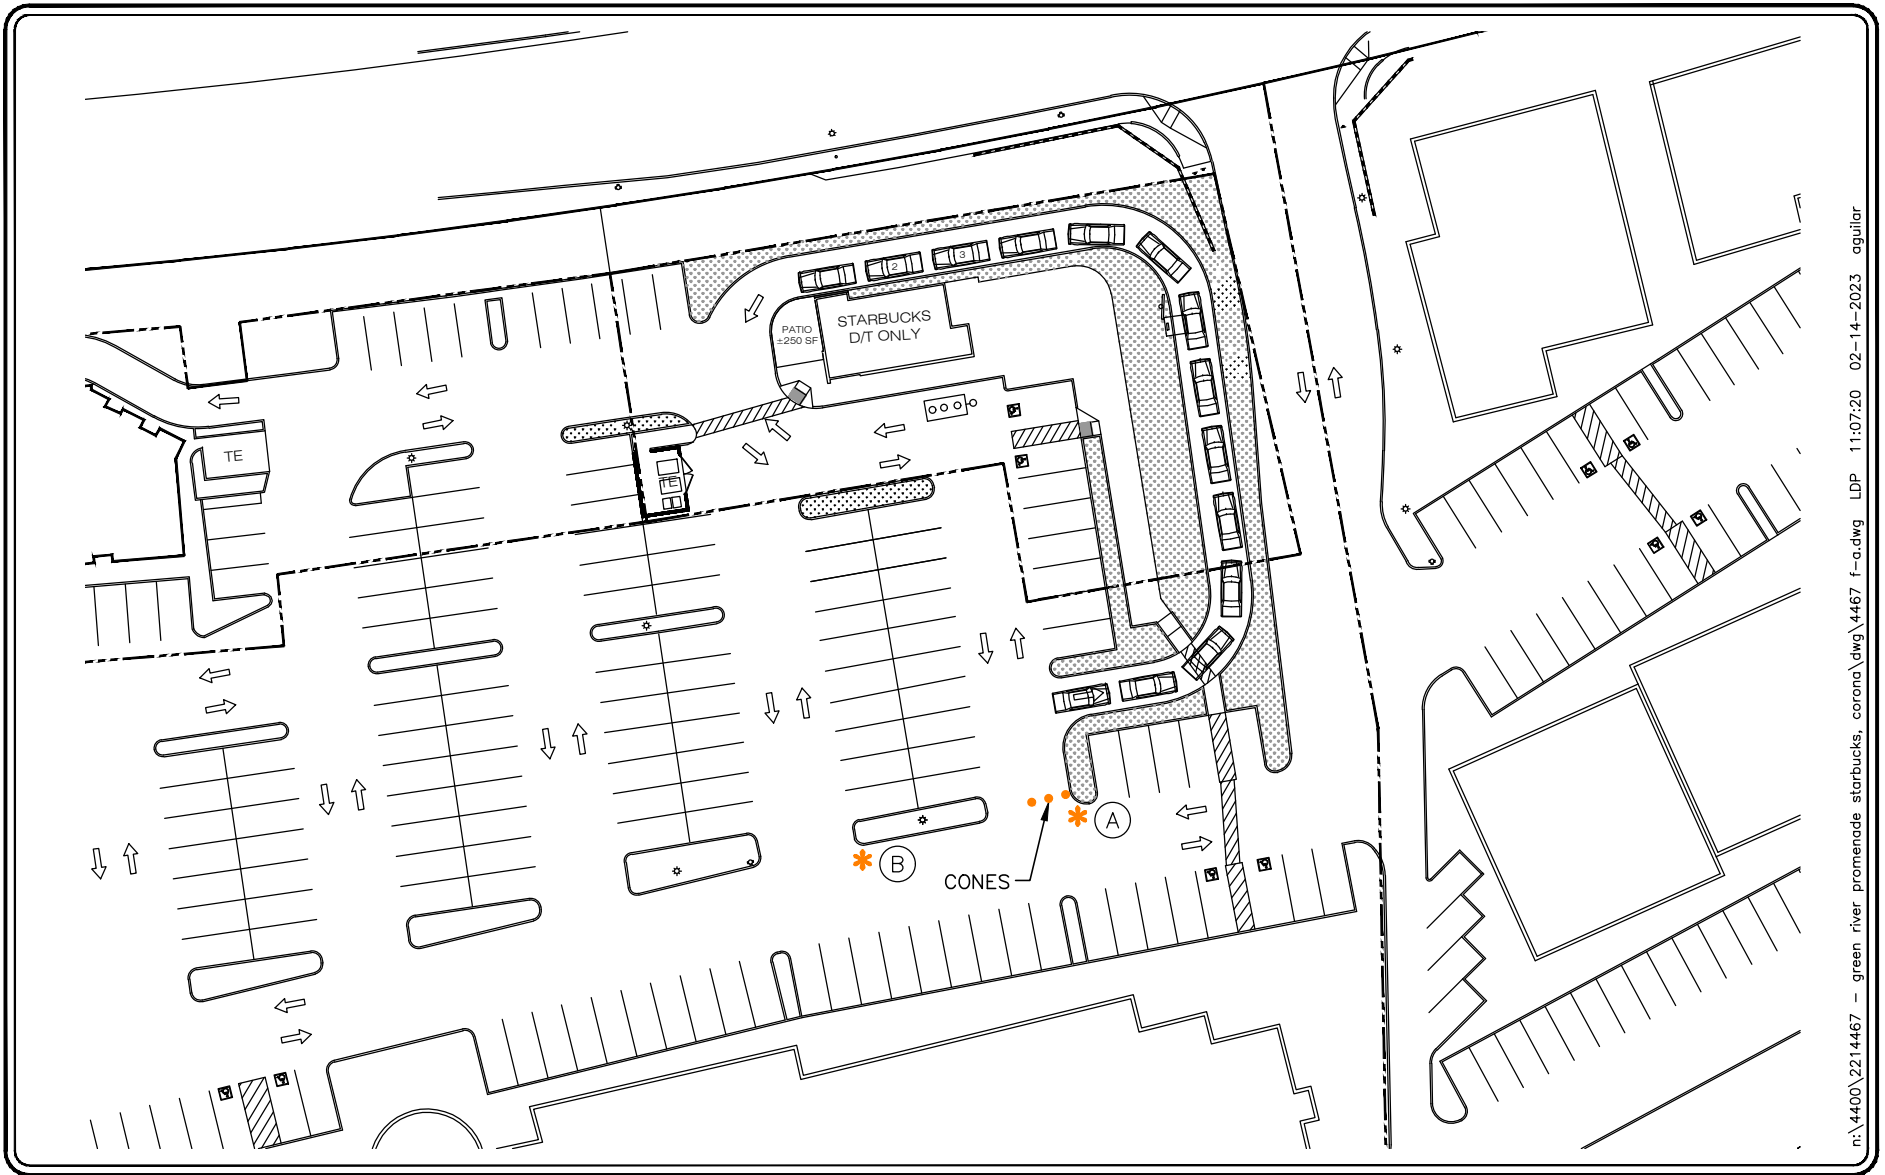 2
3
STARBUCKS
D/T ONLY
PATIO
±250 SF
TE
TE
A
B
CONES
n:\4400\2214467 - green river promenade starbucks, corona\dwg\4467 f-a.dwg LDP 11:07:20 02-14-2023 aguilar